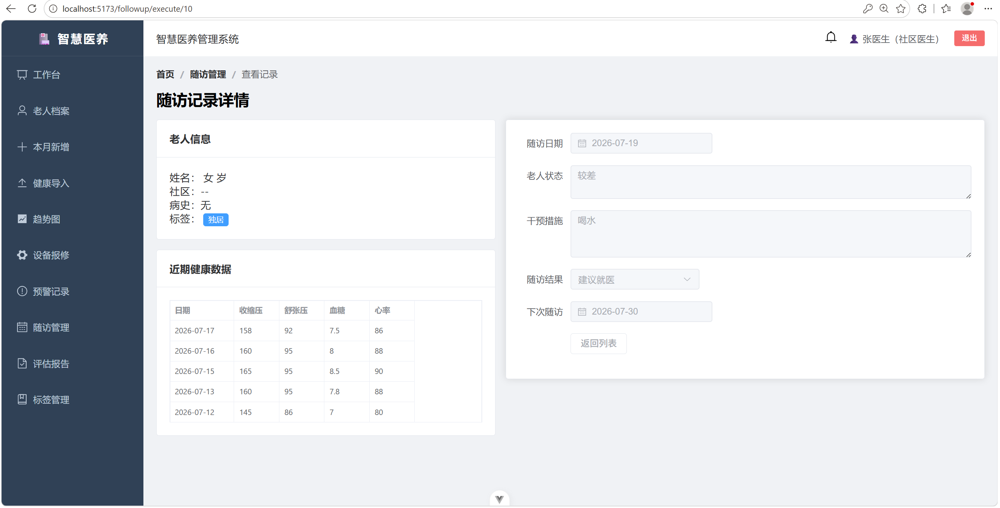 localhost:5173/followup/execute/10
智慧医养
智慧医养管理系统
张医生（社区医生）
退出
工作台
老人档案
本月新增
健康导入
趋势图
设备报修
预警记录
随访管理
评估报告
标签管理
首页 / 随访管理 / 查看记录
随访记录详情
老人信息
姓名： 女 岁
社区：--
病史：无
标签： 独居
近期健康数据
日期 收缩压 舒张压 血糖 心率
2026-07-17 158 92 7.5 86
2026-07-16 160 95 8 88
2026-07-15 165 95 8.5 90
2026-07-13 160 95 7.8 88
2026-07-12 145 86 7 80
随访日期 2026-07-19
老人状态 较差
干预措施 喝水
随访结果 建议就医
下次随访 2026-07-30
返回列表